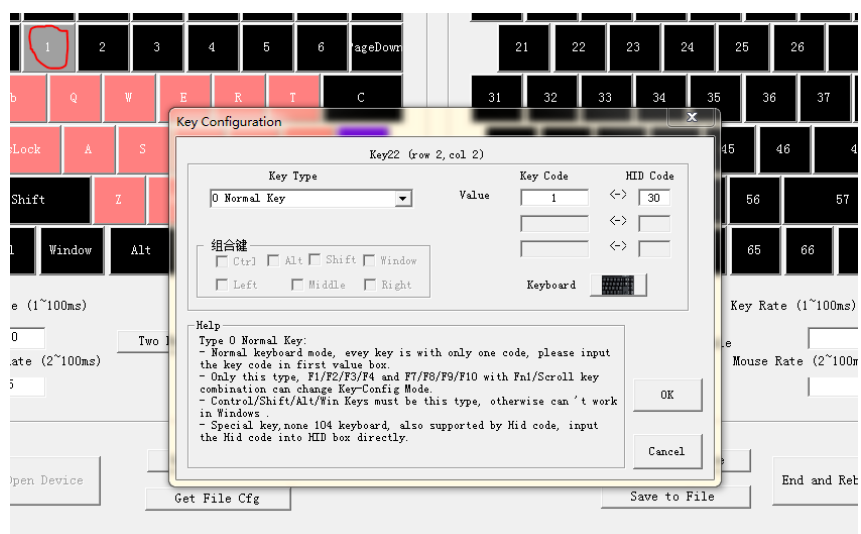 1 2 3 4 5 6 PageDown 21 22 23 24 25 26
b Q W E R T C 31 32 33 34 35 36 37
Key Configuration x
sLock A S 45 46 4
Key22 (row 2, col 2)
Key Type Key Code HID Code
Shift Z 0 Normal Key Value 1 <-> 30 56 57
<->
l Window Alt 组合键 <-> 65 66
Ctrl Alt Shift Window
Left Middle Right Keyboard
e (1~100ms) Key Rate (1~100ms)
0 Two
Help
Type 0 Normal Key:
- Normal keyboard mode, evey key is with only one code, please input
the key code in first value box.
- Only this type, F1/F2/F3/F4 and F7/F8/F9/F10 with Fn1/Scroll key
combination can change Key-Config Mode.
- Control/Shift/Alt/Win Keys must be this type, otherwise can't work
in Windows .
- Special key,none 104 keyboard, also supported by Hid code, input
the Hid code into HID box directly.
.ate (2~100ms) Mouse Rate (2~100m
5
OK
Cancel
Open Device End and Reb
Get File Cfg Save to File